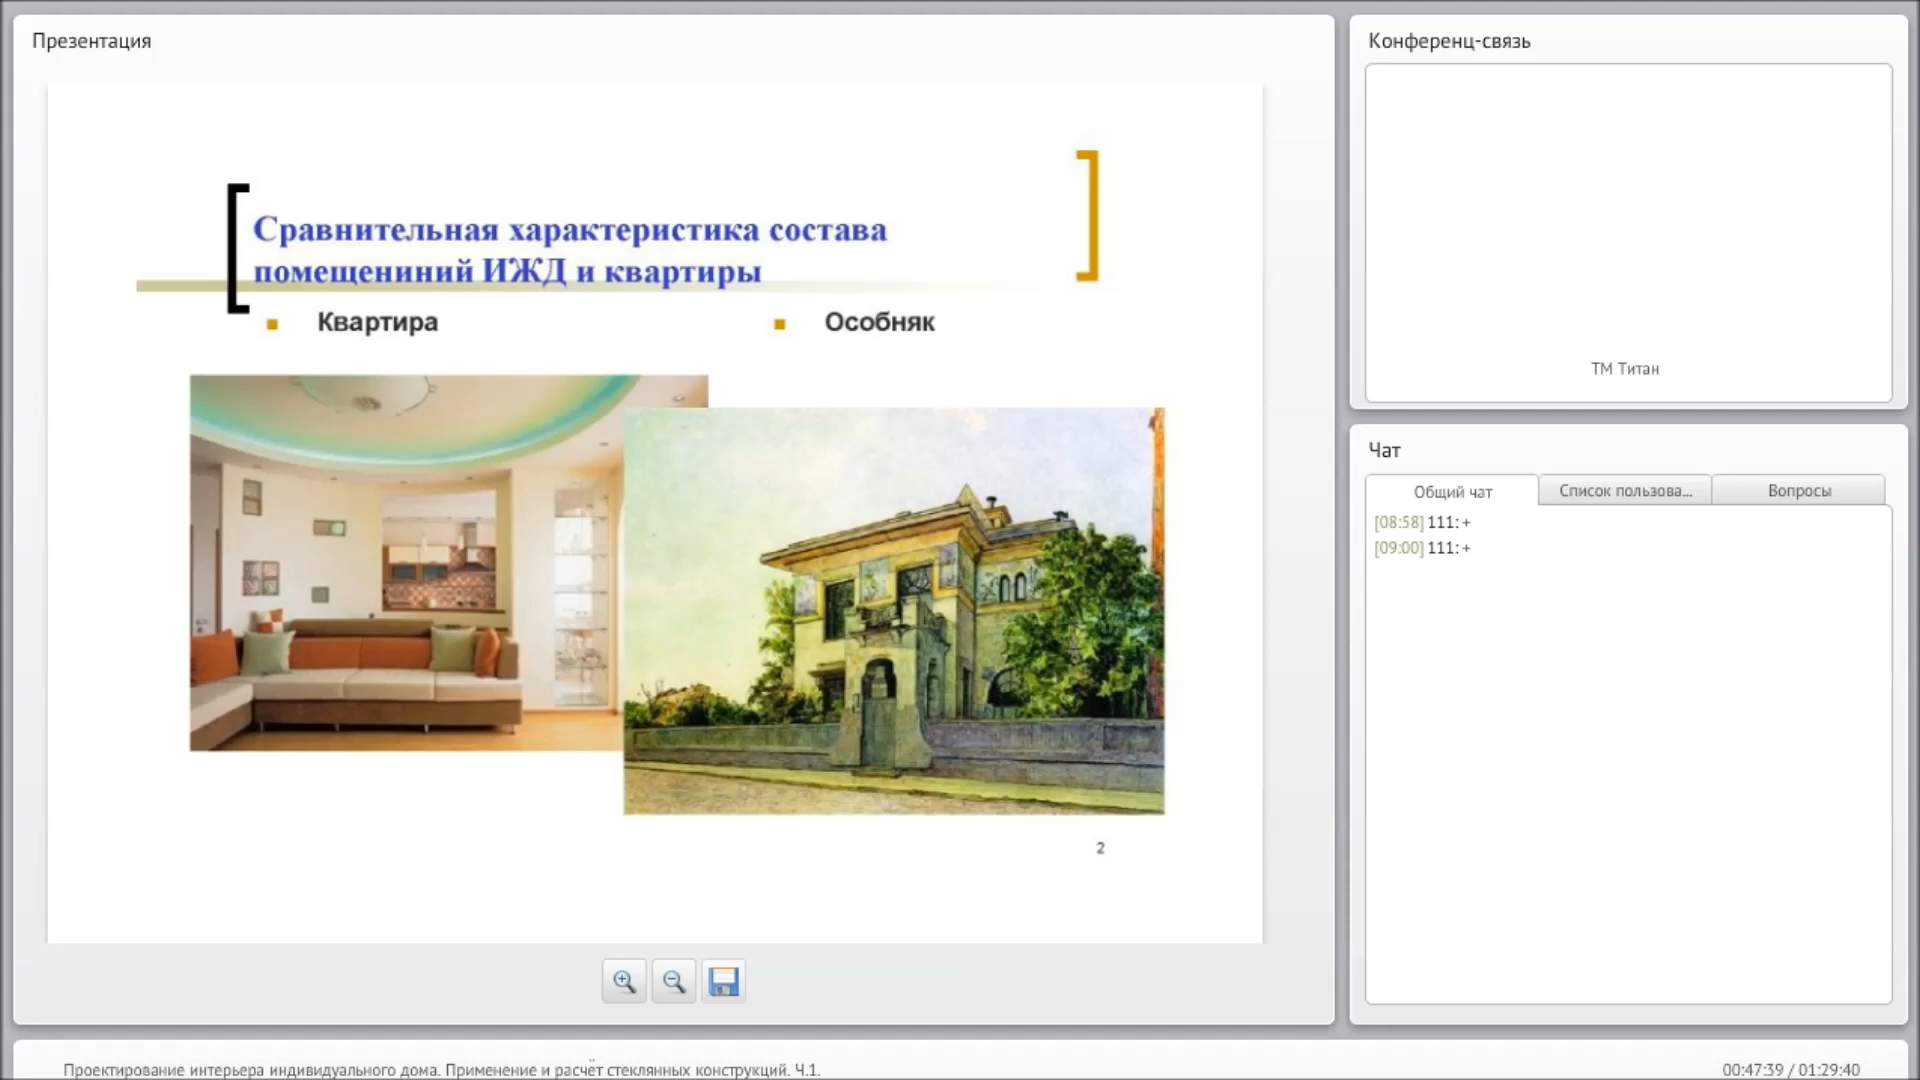 Презентация
Сравнительная характеристика состава
помещениний ИЖД и квартиры
Квартира
Особняк
2
Конференц-связь
ТМ Титан
Чат
Общий чат
Список пользова...
Вопросы
[08:58] 111: +
[09:00] 111: +
Проектирование интерьера индивидуального дома. Применение и расчёт стеклянных конструкций. Ч.1.
00:47:39 / 01:29:40